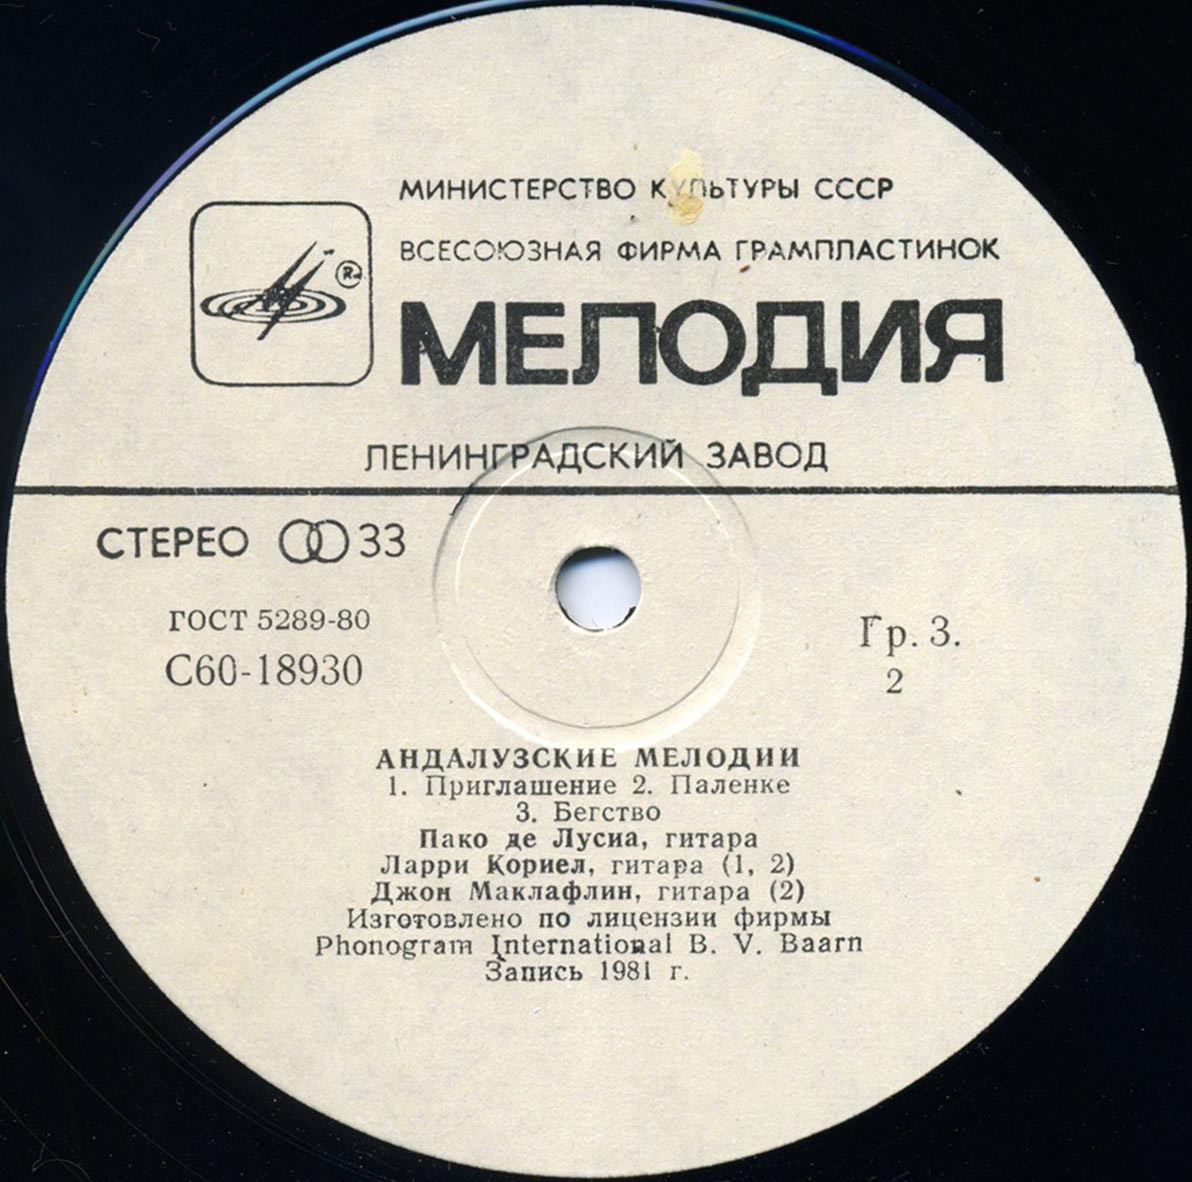 МИНИСТЕРСТВО КУЛЬТУРЫ СССР
ВСЕСОЮЗНАЯ ФИРМА ГРАМПЛАСТИНОК
R
МЕЛОДИЯ
ЛЕНИНГРАДСКИЙ ЗАВОД
СТЕРЕО 33
ГОСТ 5289-80
С60-18930
Гр. 3.
2
АНДАЛУЗСКИЕ МЕЛОДИИ
1. Приглашение 2. Паленке
3. Бегство
Пако де Лусиа, гитара
Ларри Кориел, гитара (1, 2)
Джон Маклафлин, гитара (2)
Изготовлено по лицензии фирмы
Phonogram International B. V. Baarn
Запись 1981 г.